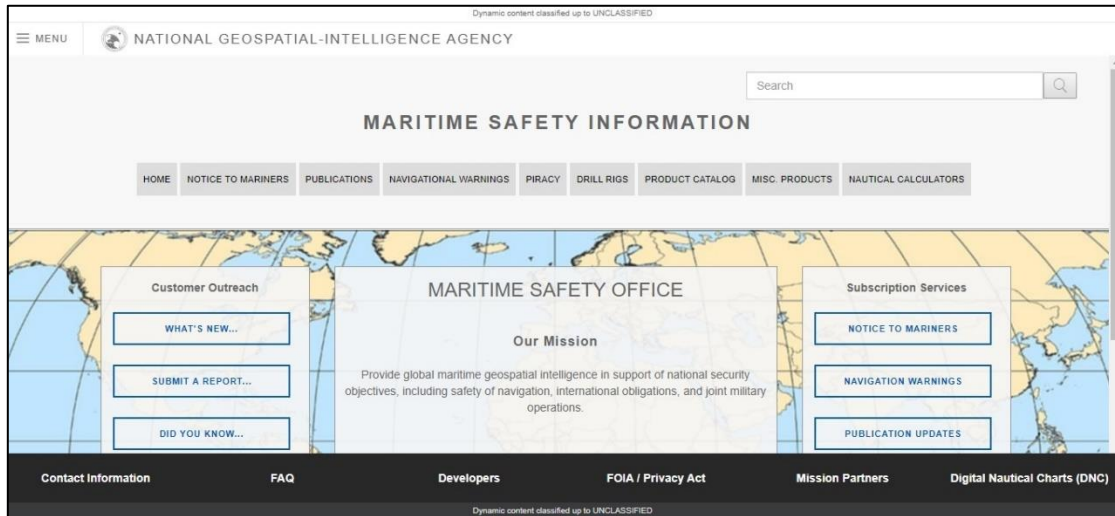 Dynamic content classified up to UNCLASSIFIED
MENU
NATIONAL GEOSPATIAL-INTELLIGENCE AGENCY
Search
MARITIME SAFETY INFORMATION
HOME NOTICE TO MARINERS PUBLICATIONS NAVIGATIONAL WARNINGS PIRACY DRILL RIGS PRODUCT CATALOG MISC. PRODUCTS NAUTICAL CALCULATORS
Customer Outreach
WHAT'S NEW...
SUBMIT A REPORT...
DID YOU KNOW...
MARITIME SAFETY OFFICE
Our Mission
Provide global maritime geospatial intelligence in support of national security
objectives, including safety of navigation, international obligations, and joint military
operations.
Subscription Services
NOTICE TO MARINERS
NAVIGATION WARNINGS
PUBLICATION UPDATES
Contact Information FAQ Developers FOIA / Privacy Act Mission Partners Digital Nautical Charts (DNC)
Dynamic content classified up to UNCLASSIFIED